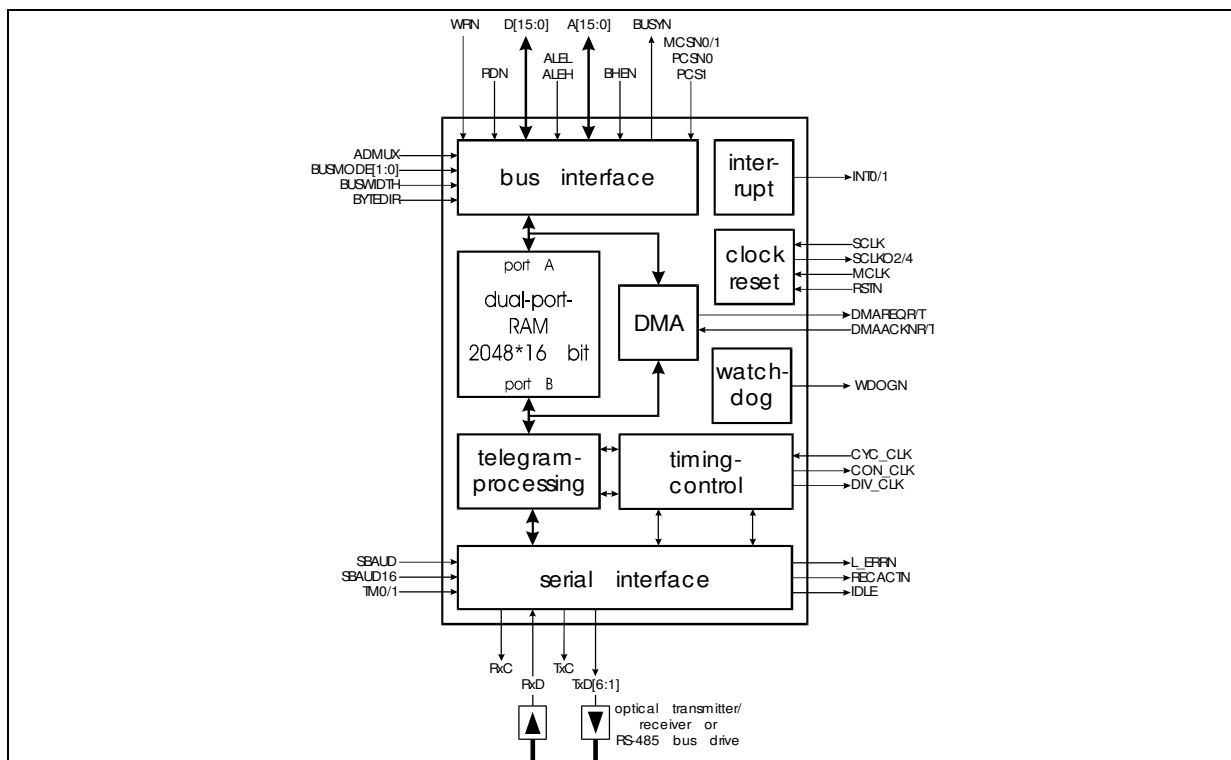 WRN
D[15:0]
A[15:0]
BUSYN
MCSN0/1
PCSN0
PCS1
RDN
ALEL
ALEH
BHEN
ADMUX
BUSMODE[1:0]
BUSWIDTH
BYTEDIR
bus interface
inter-
rupt
INT0/1
port A
dual-port-
RAM
2048*16 bit
port B
DMA
clock
reset
SCLK
SCLKO2/4
MCLK
RSTN
DMAREQR/T
DMAACKNR/T
watch-
dog
WDOGN
telegram-
processing
timing-
control
CYC_CLK
CON_CLK
DIV_CLK
SBAUD
SBAUD16
TM0/1
serial interface
L_ERRN
RECACTN
IDLE
RxC
RxD
TxC
TxD[6:1]
optical transmitter/
receiver or
RS-485 bus drive